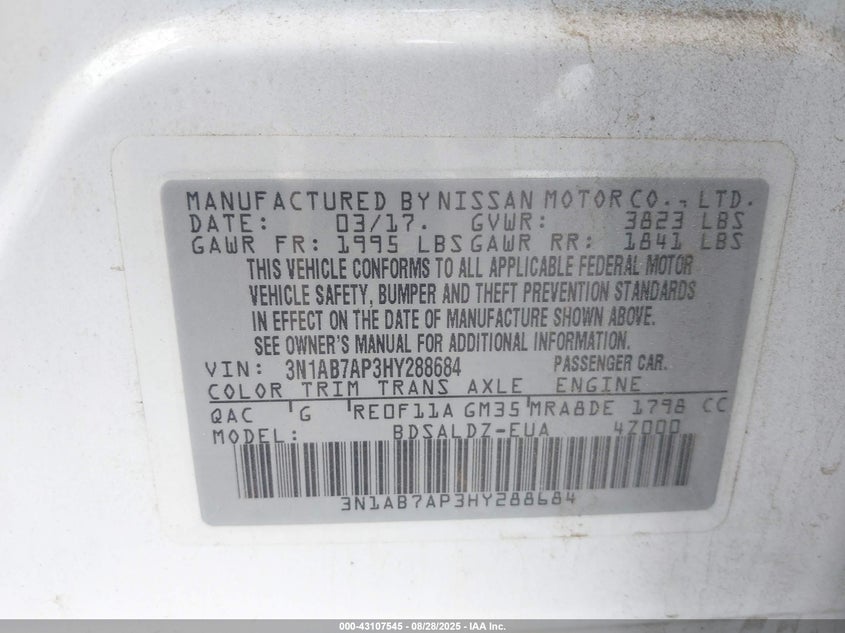 MANUFACTURED BY NISSAN MOTOR CO., LTD.
DATE: 03/17. GVWR: 3823 LBS
GAWR FR: 1995 LBS GAWR RR: 1841 LBS
THIS VEHICLE CONFORMS TO ALL APPLICABLE FEDERAL MOTOR
VEHICLE SAFETY, BUMPER AND THEFT PREVENTION STANDARDS
IN EFFECT ON THE DATE OF MANUFACTURE SHOWN ABOVE.
SEE OWNER'S MANUAL FOR ADDITIONAL INFORMATION.
VIN: 3N1AB7AP3HY288684 PASSENGER CAR.
COLOR TRIM TRANS AXLE ENGINE
QAC G RE0F11A GM35 MRA8DE 1798 CC
MODEL: BDSALDZ-EUA 4Z000
3N1AB7AP3HY288684
000-43107545 - 08/28/2025 - IAA Inc.